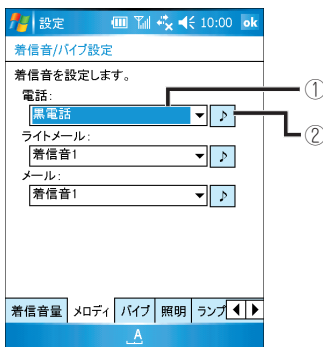 設定 10:00 ok
着信音/バイブ設定
着信音を設定します。
電話:
黒電話 ♪
①
ライトメール:
②
着信音1 ♪
メール:
着信音1 ♪
着信音量 メロディ バイブ 照明 ランプ
A